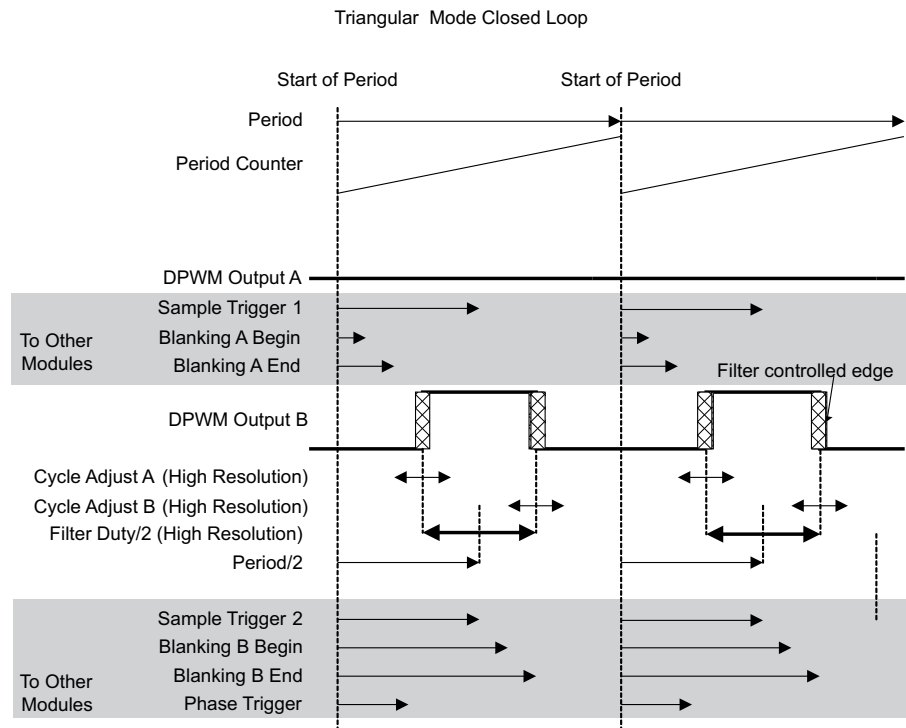 Triangular Mode Closed Loop
Start of Period
Start of Period
Period
Period Counter
DPWM Output A
Sample Trigger 1
To Other
Modules
Blanking A Begin
Blanking A End
Filter controlled edge
DPWM Output B
Cycle Adjust A (High Resolution)
Cycle Adjust B (High Resolution)
Filter Duty/2 (High Resolution)
Period/2
Sample Trigger 2
Blanking B Begin
Blanking B End
To Other
Modules
Phase Trigger